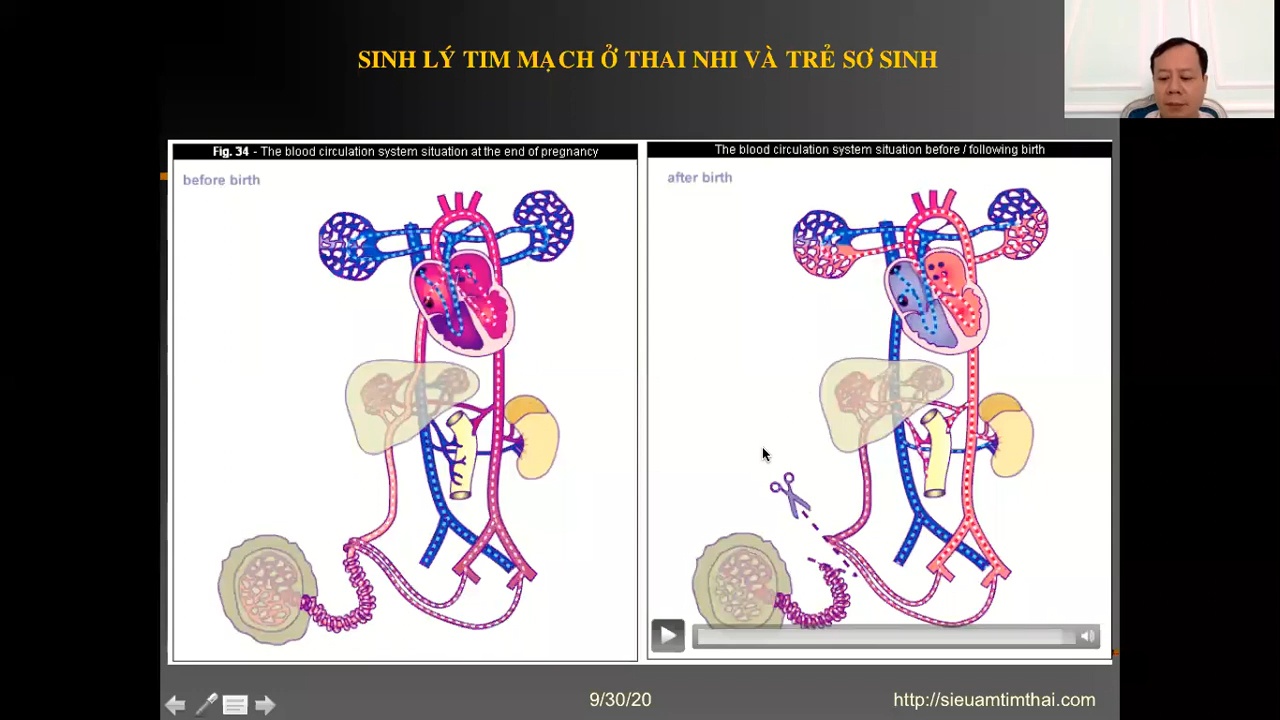 SINH LÝ TIM MẠCH Ở THAI NHI VÀ TRẺ SƠ SINH
Fig. 34 - The blood circulation system situation at the end of pregnancy
before birth
The blood circulation system situation before / following birth
after birth
9/30/20
http://sieuamtimthai.com